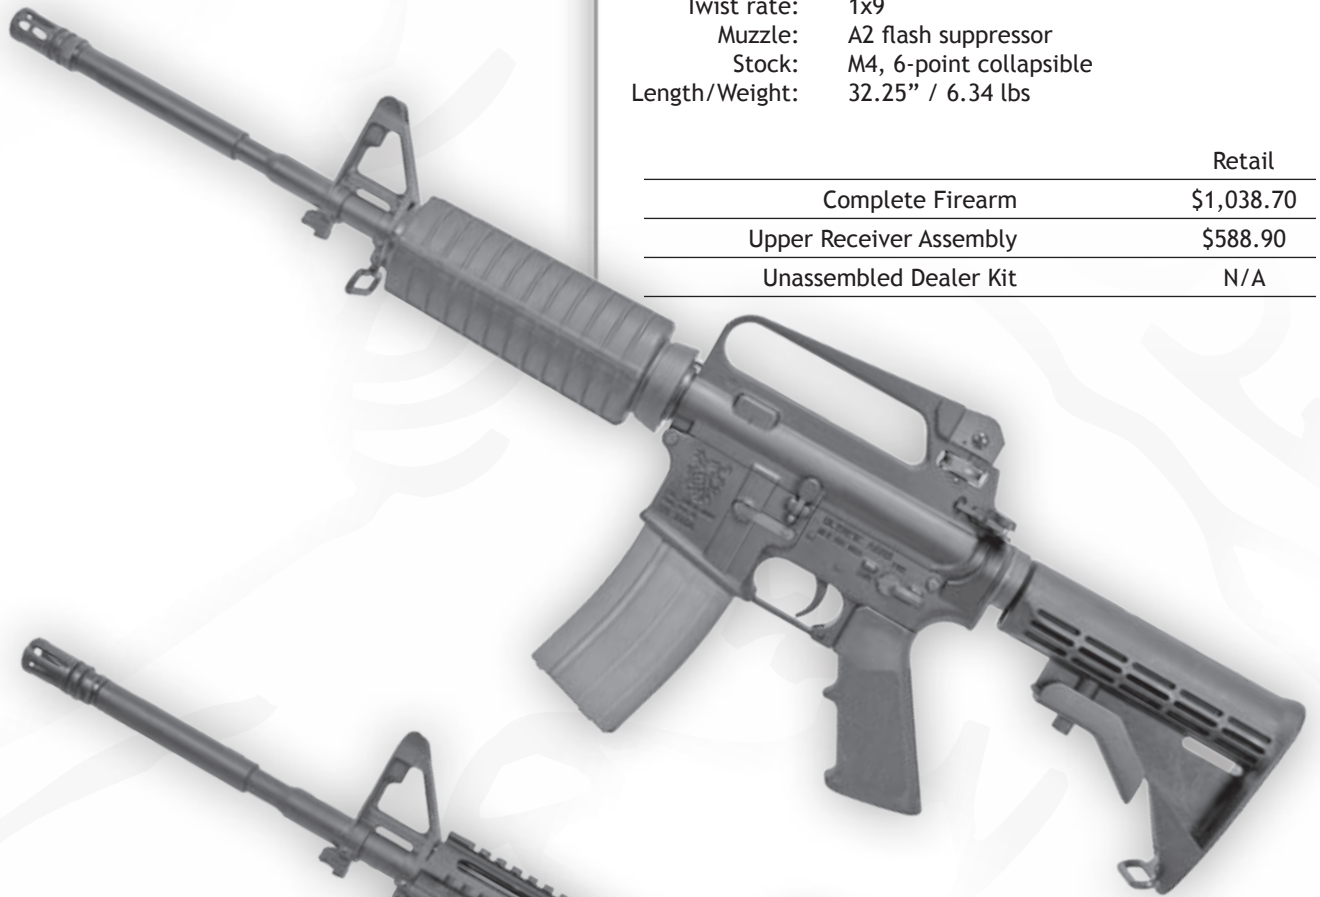 Twist rate: 1x9
Muzzle: A2 flash suppressor
Stock: M4, 6-point collapsible
Length/Weight: 32.25” / 6.34 lbs
Retail
Complete Firearm $1,038.70
Upper Receiver Assembly $588.90
Unassembled Dealer Kit N/A